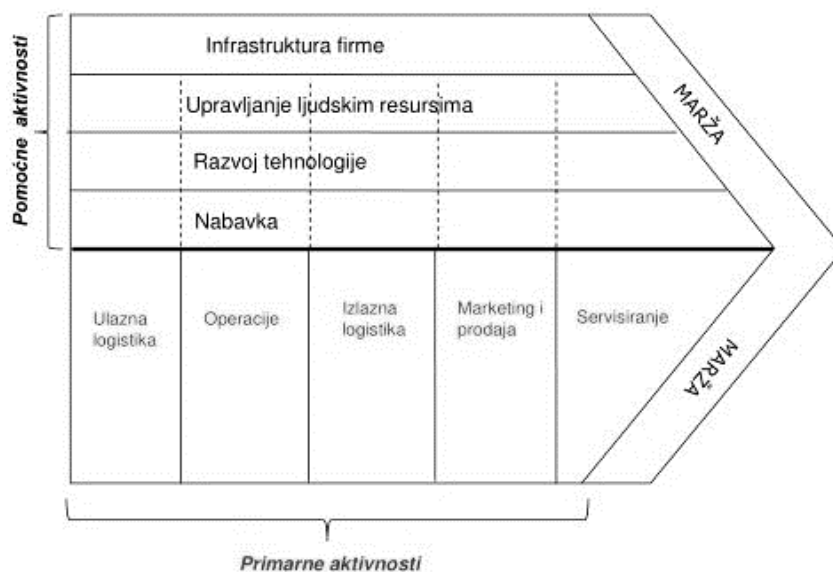 Pomoćne aktivnosti
Infrastruktura firme
Upravljanje ljudskim resursima
Razvoj tehnologije
Nabavka
MARŽA
Ulazna
logistika
Operacije
Izlazna
logistika
Marketing i
prodaja
Servisiranje
MARŽA
Primarne aktivnosti